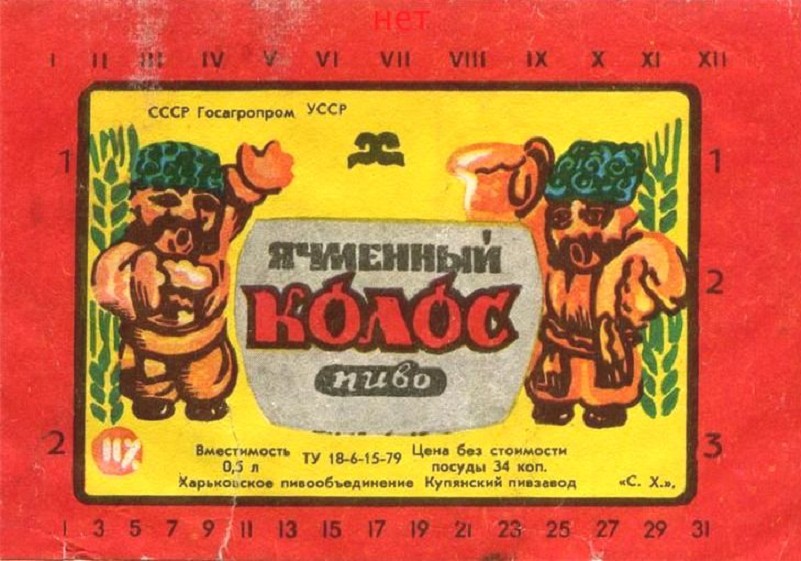 нет
I II III IV V VI VII VIII IX X XI XII
СССР Госагропром УССР
1 1
ЯЧМЕННЫЙ
КОЛОС
пиво
2
2 3
Вместимость 0,5 л
ТУ 18-6-15-79
Цена без стоимости посуды 34 коп.
Харьковское пивообъединение Купянский пивзавод «С. Х.».
1 3 5 7 9 11 13 15 17 19 21 23 25 27 29 31